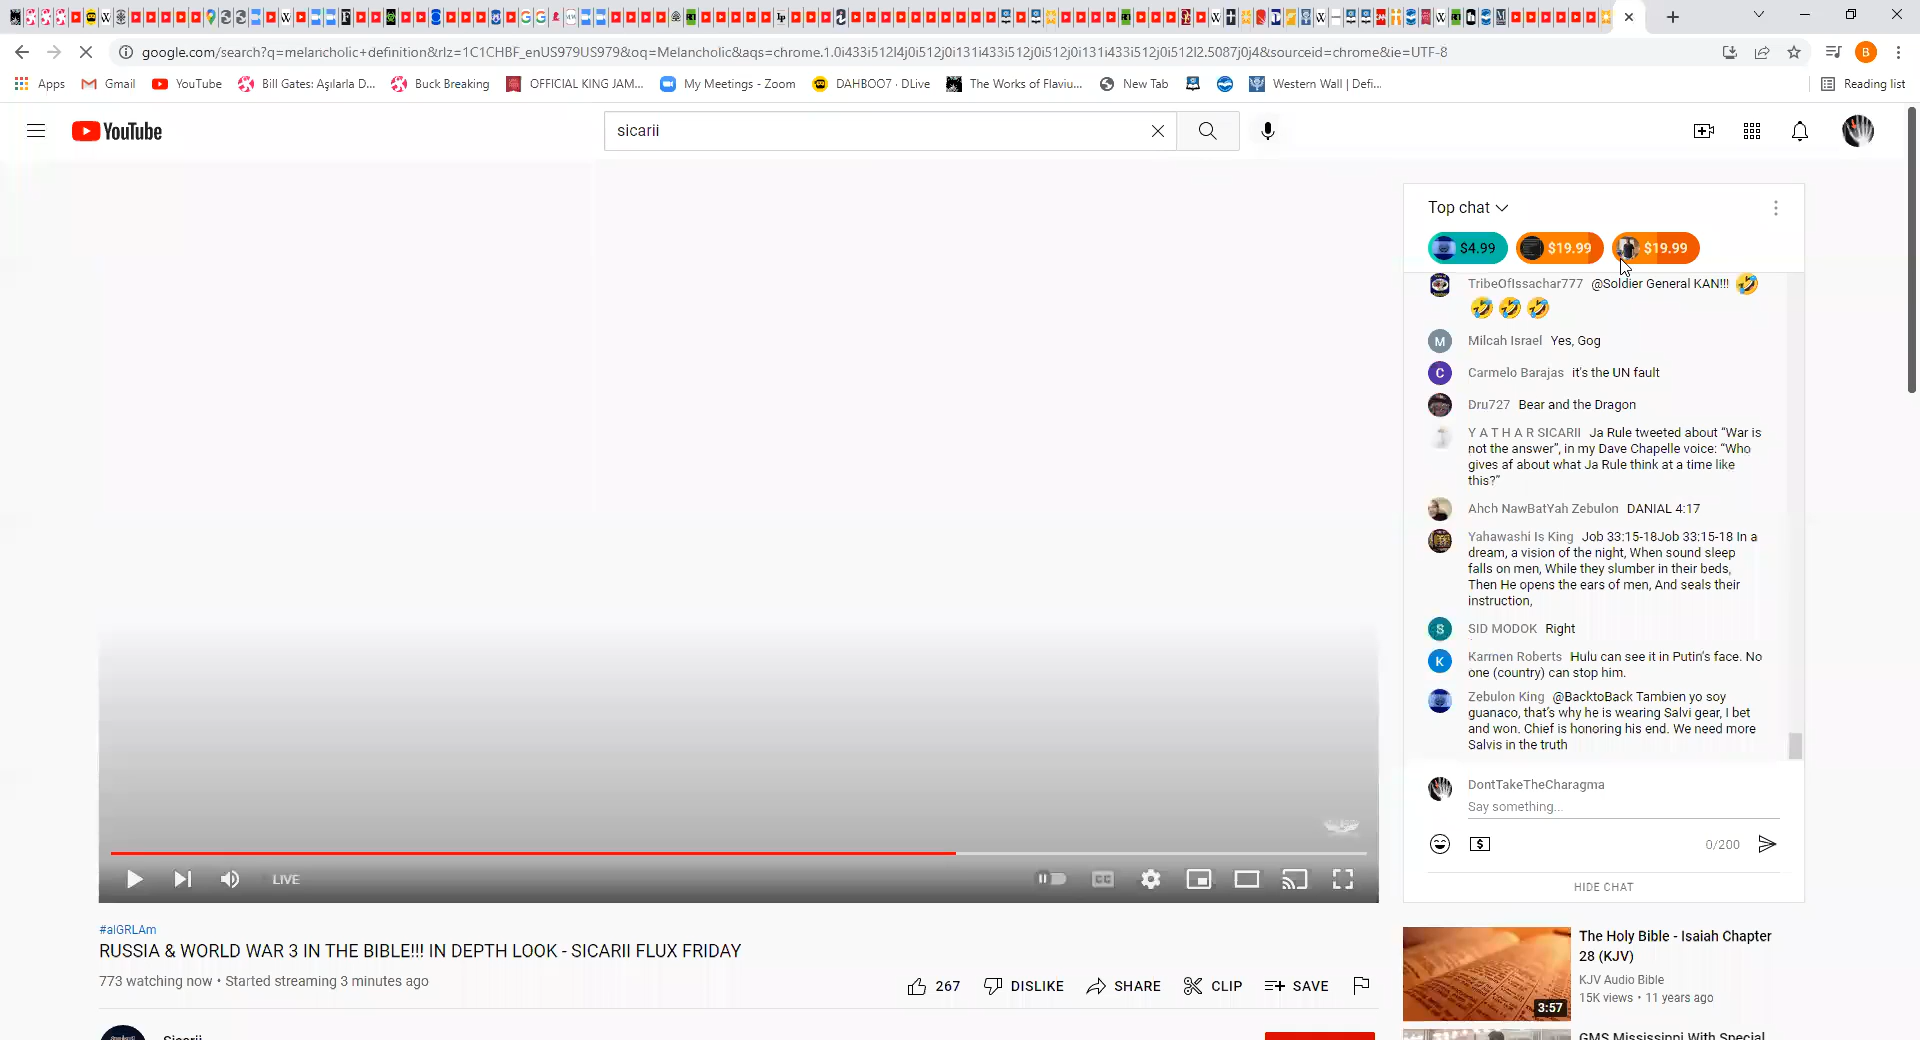 google.com/search?q=melancholic+definition&rlz=1C1CHBF_enUS979US979&oq=Melancholic&aqs=chrome.1.0i433i512l4j0i512j0i131i433i512j0i512j0i131i433i512j0i512l2.5087j0j4&sourceid=chrome&ie=UTF-8
B
Apps
Gmail
YouTube
Bill Gates: Aşılarla D...
Buck Breaking
OFFICIAL KING JAM...
My Meetings - Zoom
DAHBOO7 · DLive
The Works of Flaviu...
New Tab
Western Wall | Defi...
Reading list
YouTube
sicarii
Top chat
$4.99 $19.99 $19.99
TribeOfIssachar777 @Soldier General KAN!!! 🤣
🤣 🤣 🤣
M Milcah Israel Yes, Gog
C Carmelo Barajas it's the UN fault
Dru727 Bear and the Dragon
Y A T H A R SICARII Ja Rule tweeted about “War is
not the answer”, in my Dave Chapelle voice: “Who
gives af about what Ja Rule think at a time like
this?”
Ahch NawBatYah Zebulon DANIAL 4:17
Yahawashi Is King Job 33:15-18Job 33:15-18 In a
dream, a vision of the night, When sound sleep
falls on men, While they slumber in their beds,
Then He opens the ears of men, And seals their
instruction,
S SID MODOK Right
K Karmen Roberts Hulu can see it in Putin’s face. No
one (country) can stop him.
Zebulon King @BacktoBack Tambien yo soy
guanaco, that’s why he is wearing Salvi gear, I bet
and won. Chief is honoring his end. We need more
Salvis in the truth
DontTakeTheCharagma
Say something...
0/200
HIDE CHAT
LIVE
CC
#alGRLAm
RUSSIA & WORLD WAR 3 IN THE BIBLE!!! IN DEPTH LOOK - SICARII FLUX FRIDAY
773 watching now • Started streaming 3 minutes ago
267 DISLIKE SHARE CLIP SAVE
Sicarii
The Holy Bible - Isaiah Chapter
28 (KJV)
KJV Audio Bible
15K views • 11 years ago
3:57
GMS Mississippi With Special